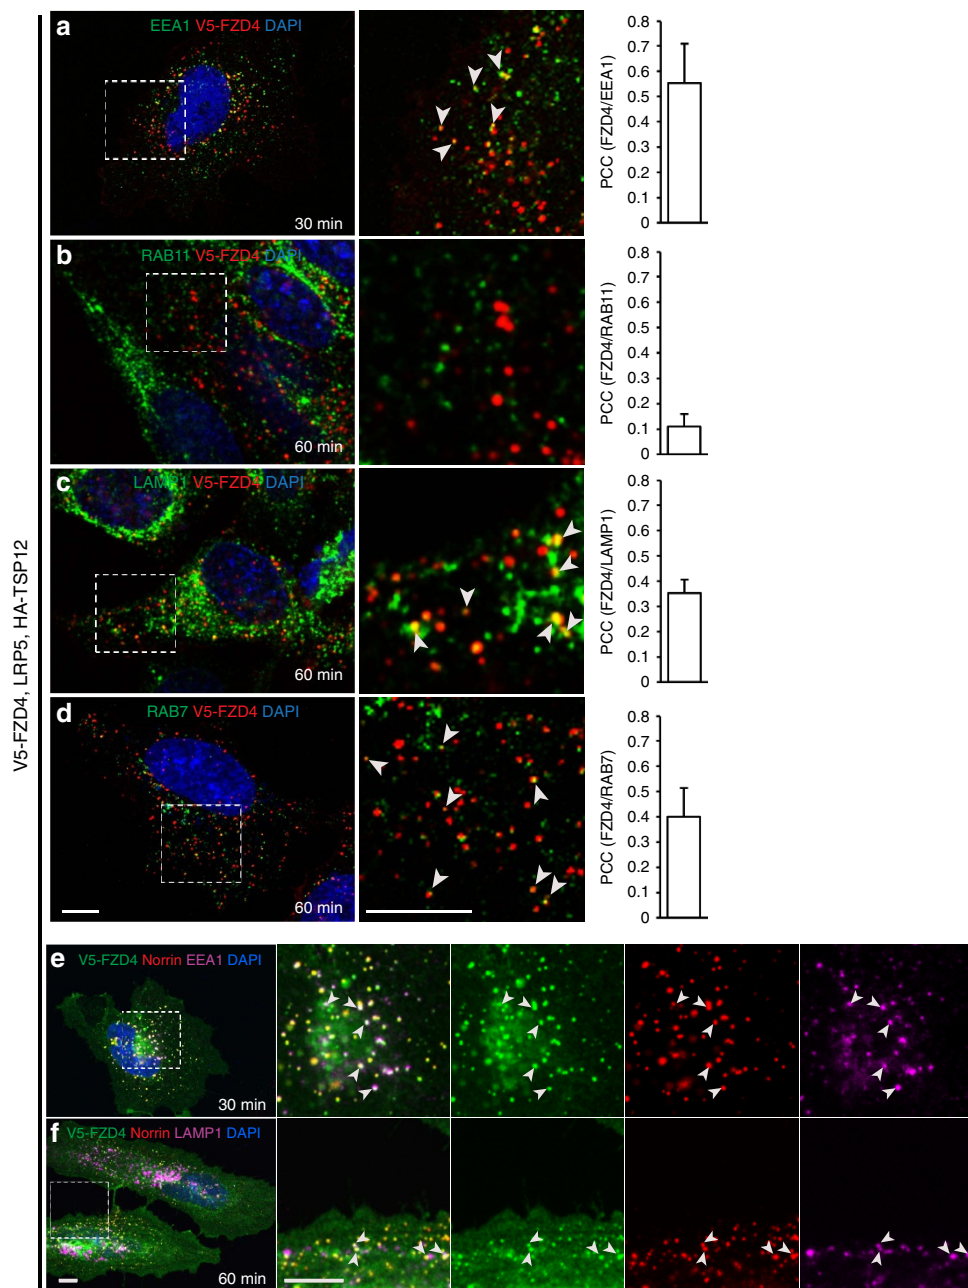 V5-FZD4, LRP5, HA-TSP12
a
EEA1 V5-FZD4 DAPI
30 min
PCC (FZD4/EEA1)
0.8
0.7
0.6
0.5
0.4
0.3
0.2
0.1
0
b
RAB11 V5-FZD4 DAPI
60 min
PCC (FZD4/RAB11)
0.8
0.7
0.6
0.5
0.4
0.3
0.2
0.1
0
c
LAMP1 V5-FZD4 DAPI
60 min
PCC (FZD4/LAMP1)
0.8
0.7
0.6
0.5
0.4
0.3
0.2
0.1
0
d
RAB7 V5-FZD4 DAPI
60 min
PCC (FZD4/RAB7)
0.8
0.7
0.6
0.5
0.4
0.3
0.2
0.1
0
e
V5-FZD4 Norrin EEA1 DAPI
30 min
f
V5-FZD4 Norrin LAMP1 DAPI
60 min